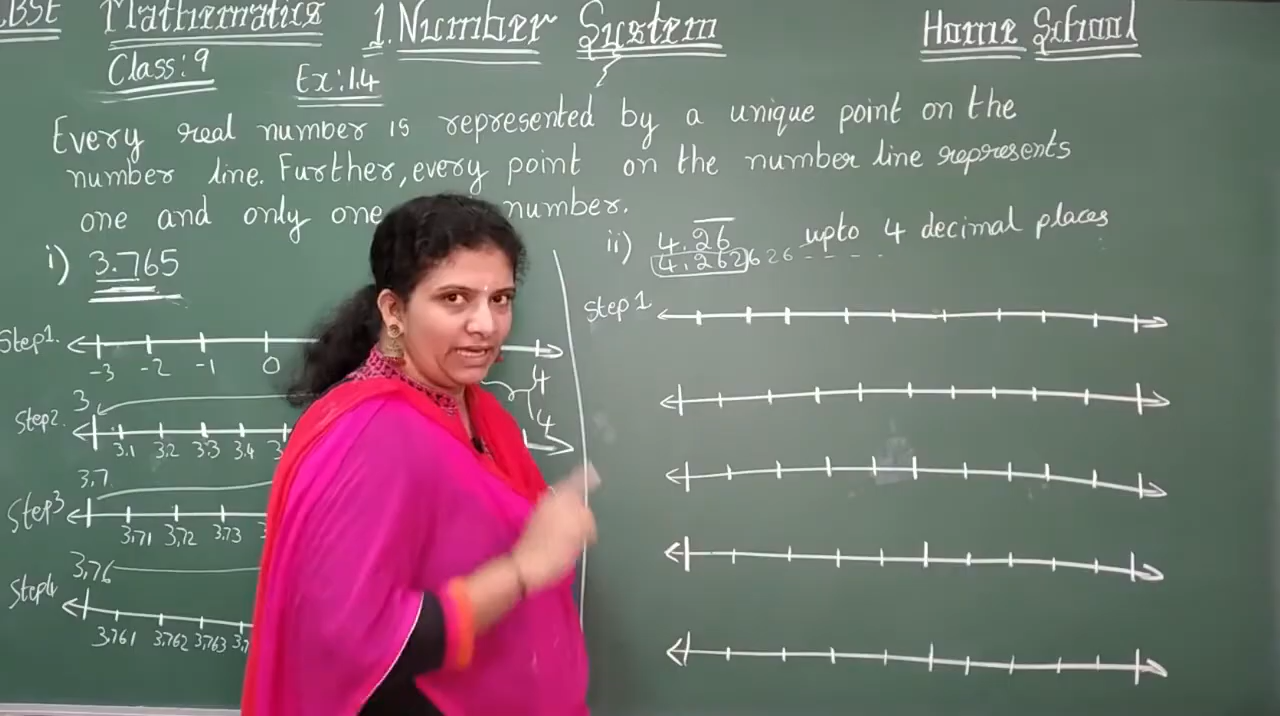 CBSE Mathematics 1. Number System Home School
Class: 9
Ex: 1.4
Every real number is represented by a unique point on the
number line. Further, every point on the number line represents
one and only one number.
i) 3.765
ii) 4.2̅6̅ upto 4 decimal places
4.2626 26 - - - -
Step1.
-3 -2 -1 0
4
3
Step2.
3.1 3.2 3.3 3.4
4
3.7
Step3
3.71 3.72 3.73
3.76
Step4
3.761 3.762 3.763
Step 1